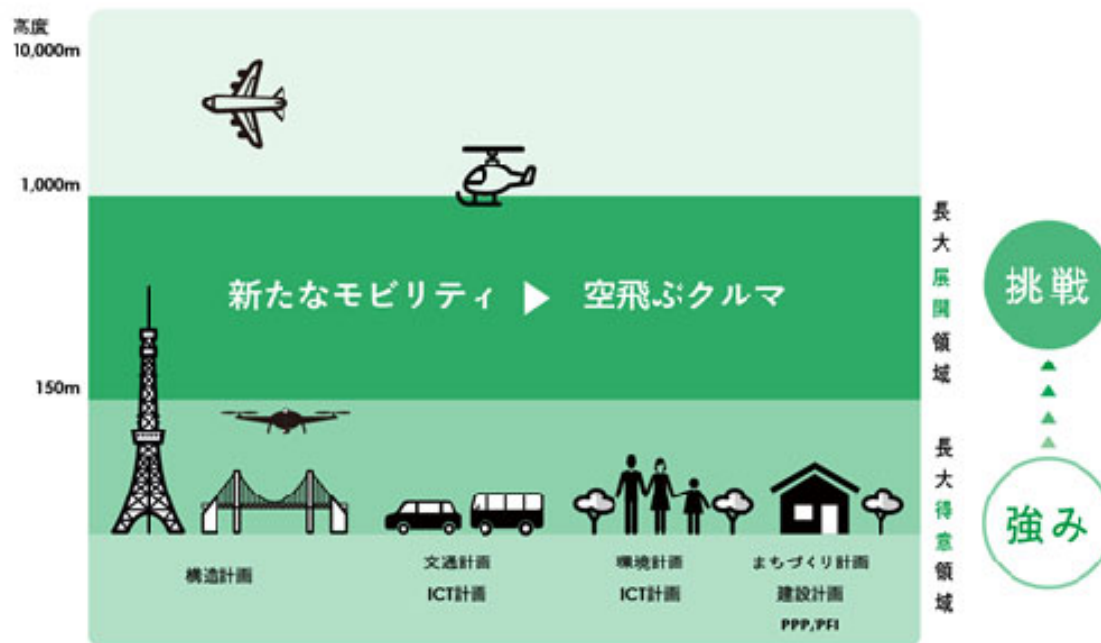 高度
10,000m
1,000m
新たなモビリティ ▶ 空飛ぶクルマ
長大展開領域
挑戦
150m
長大得意領域
強み
構造計画
交通計画
ICT計画
環境計画
ICT計画
まちづくり計画
建設計画
PPP/PFI